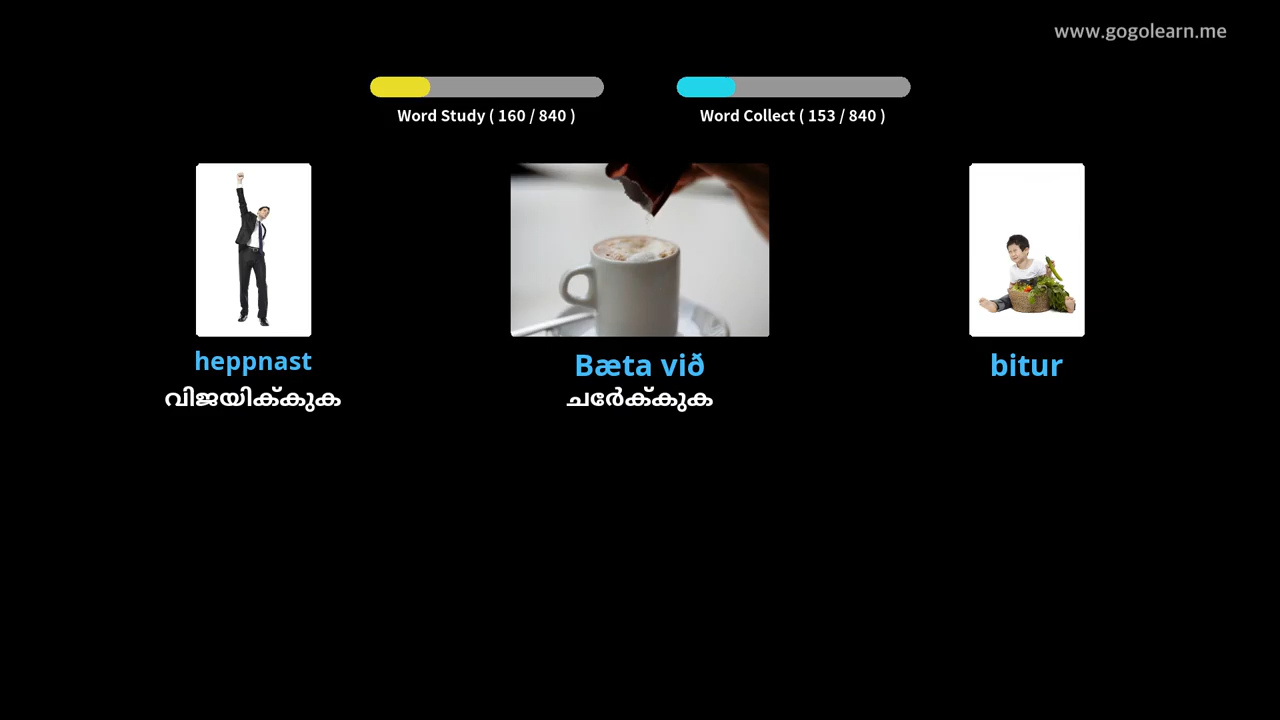 www.gogolearn.me
Word Study ( 160 / 840 )
Word Collect ( 153 / 840 )
heppnast
വിജയിക്കുക
Bæta við
ചേർക്കുക
bitur